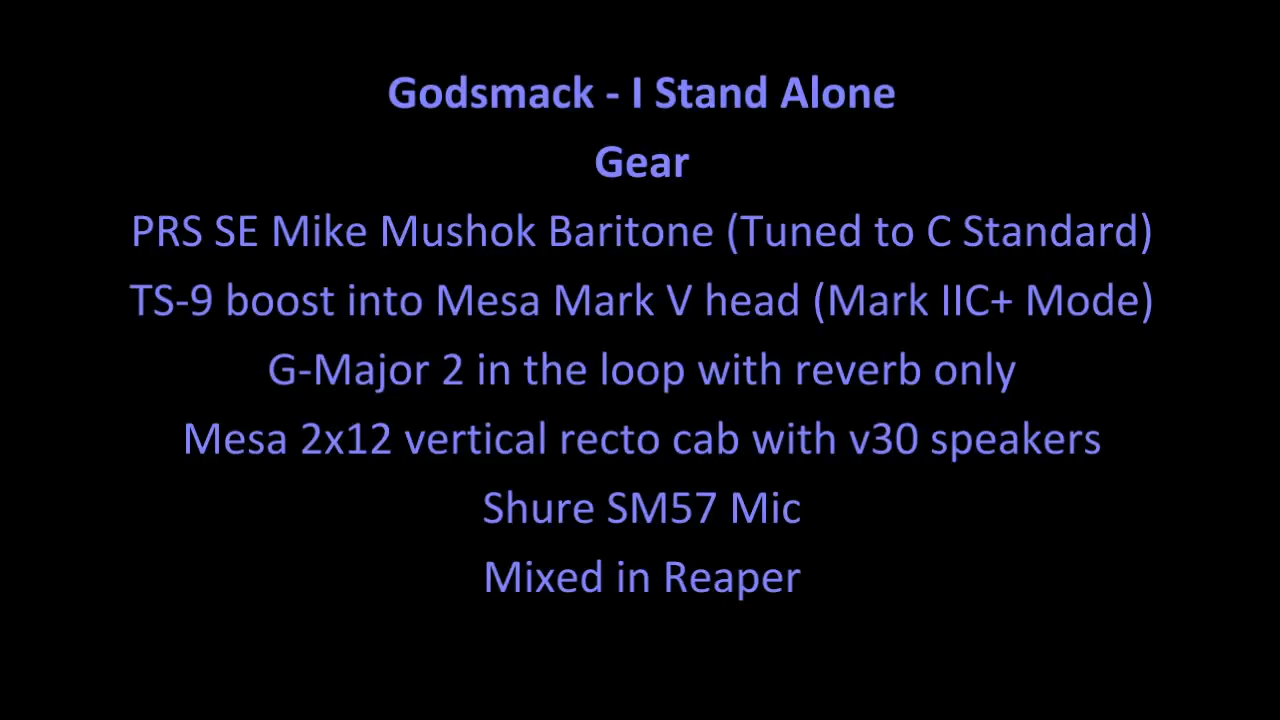 Godsmack - I Stand Alone
Gear
PRS SE Mike Mushok Baritone (Tuned to C Standard)
TS-9 boost into Mesa Mark V head (Mark IIC+ Mode)
G-Major 2 in the loop with reverb only
Mesa 2x12 vertical recto cab with v30 speakers
Shure SM57 Mic
Mixed in Reaper